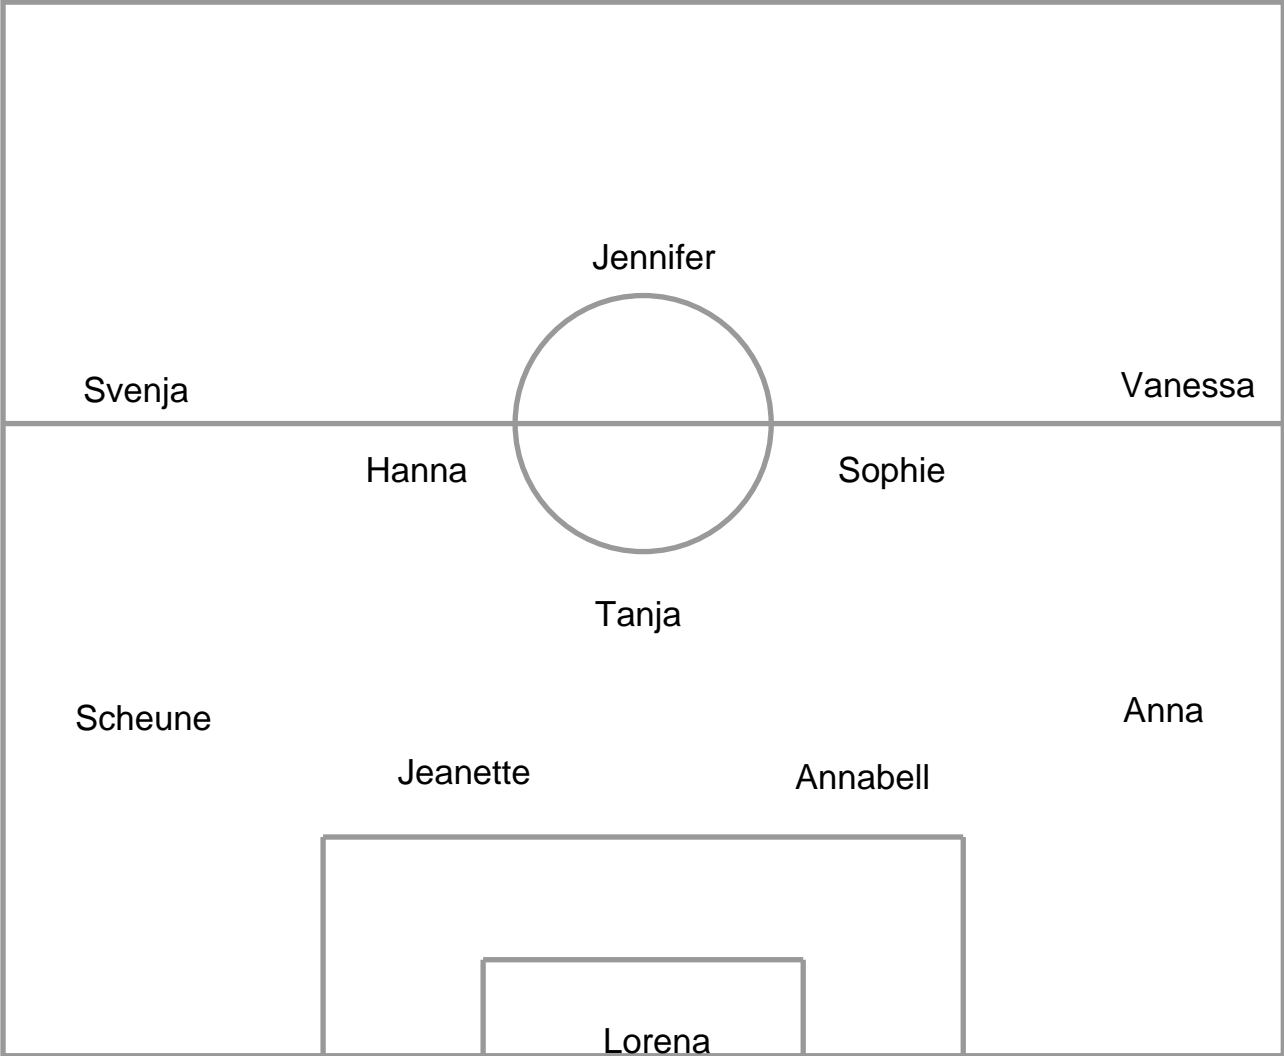 Jennifer
Svenja
Vanessa
Hanna
Sophie
Tanja
Scheune
Anna
Jeanette
Annabell
Lorena